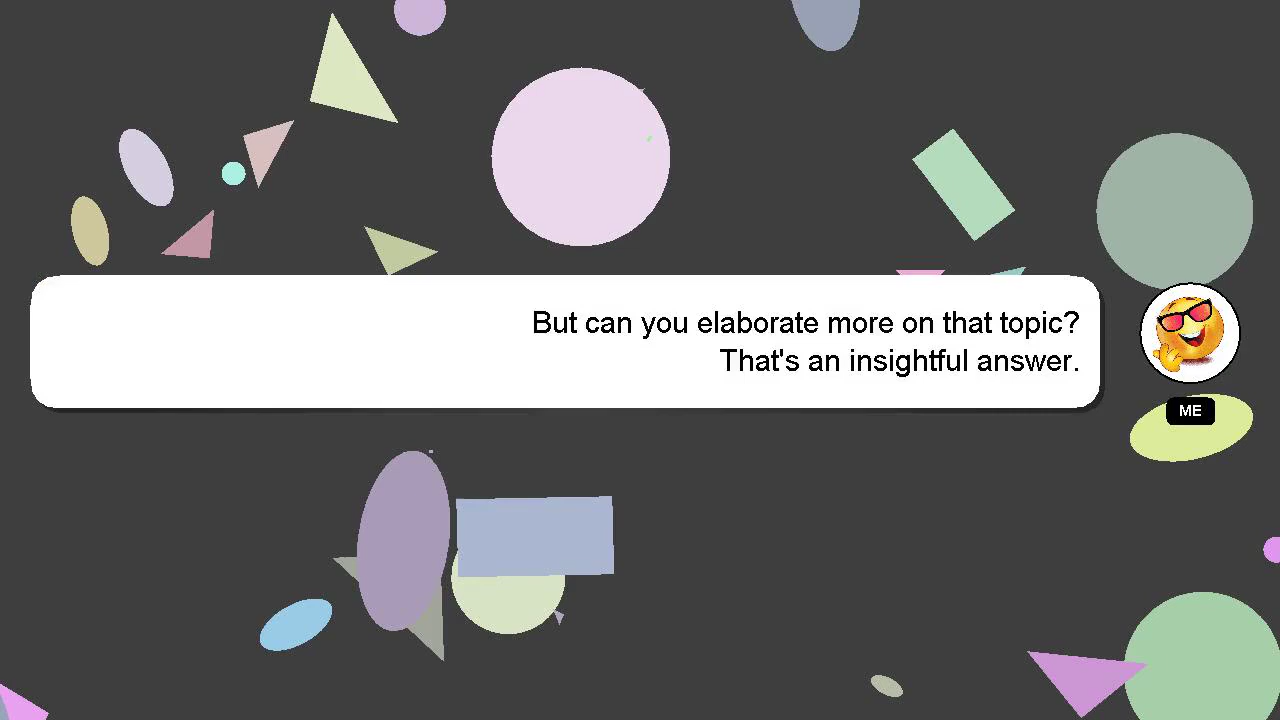 But can you elaborate more on that topic?
That's an insightful answer.
ME